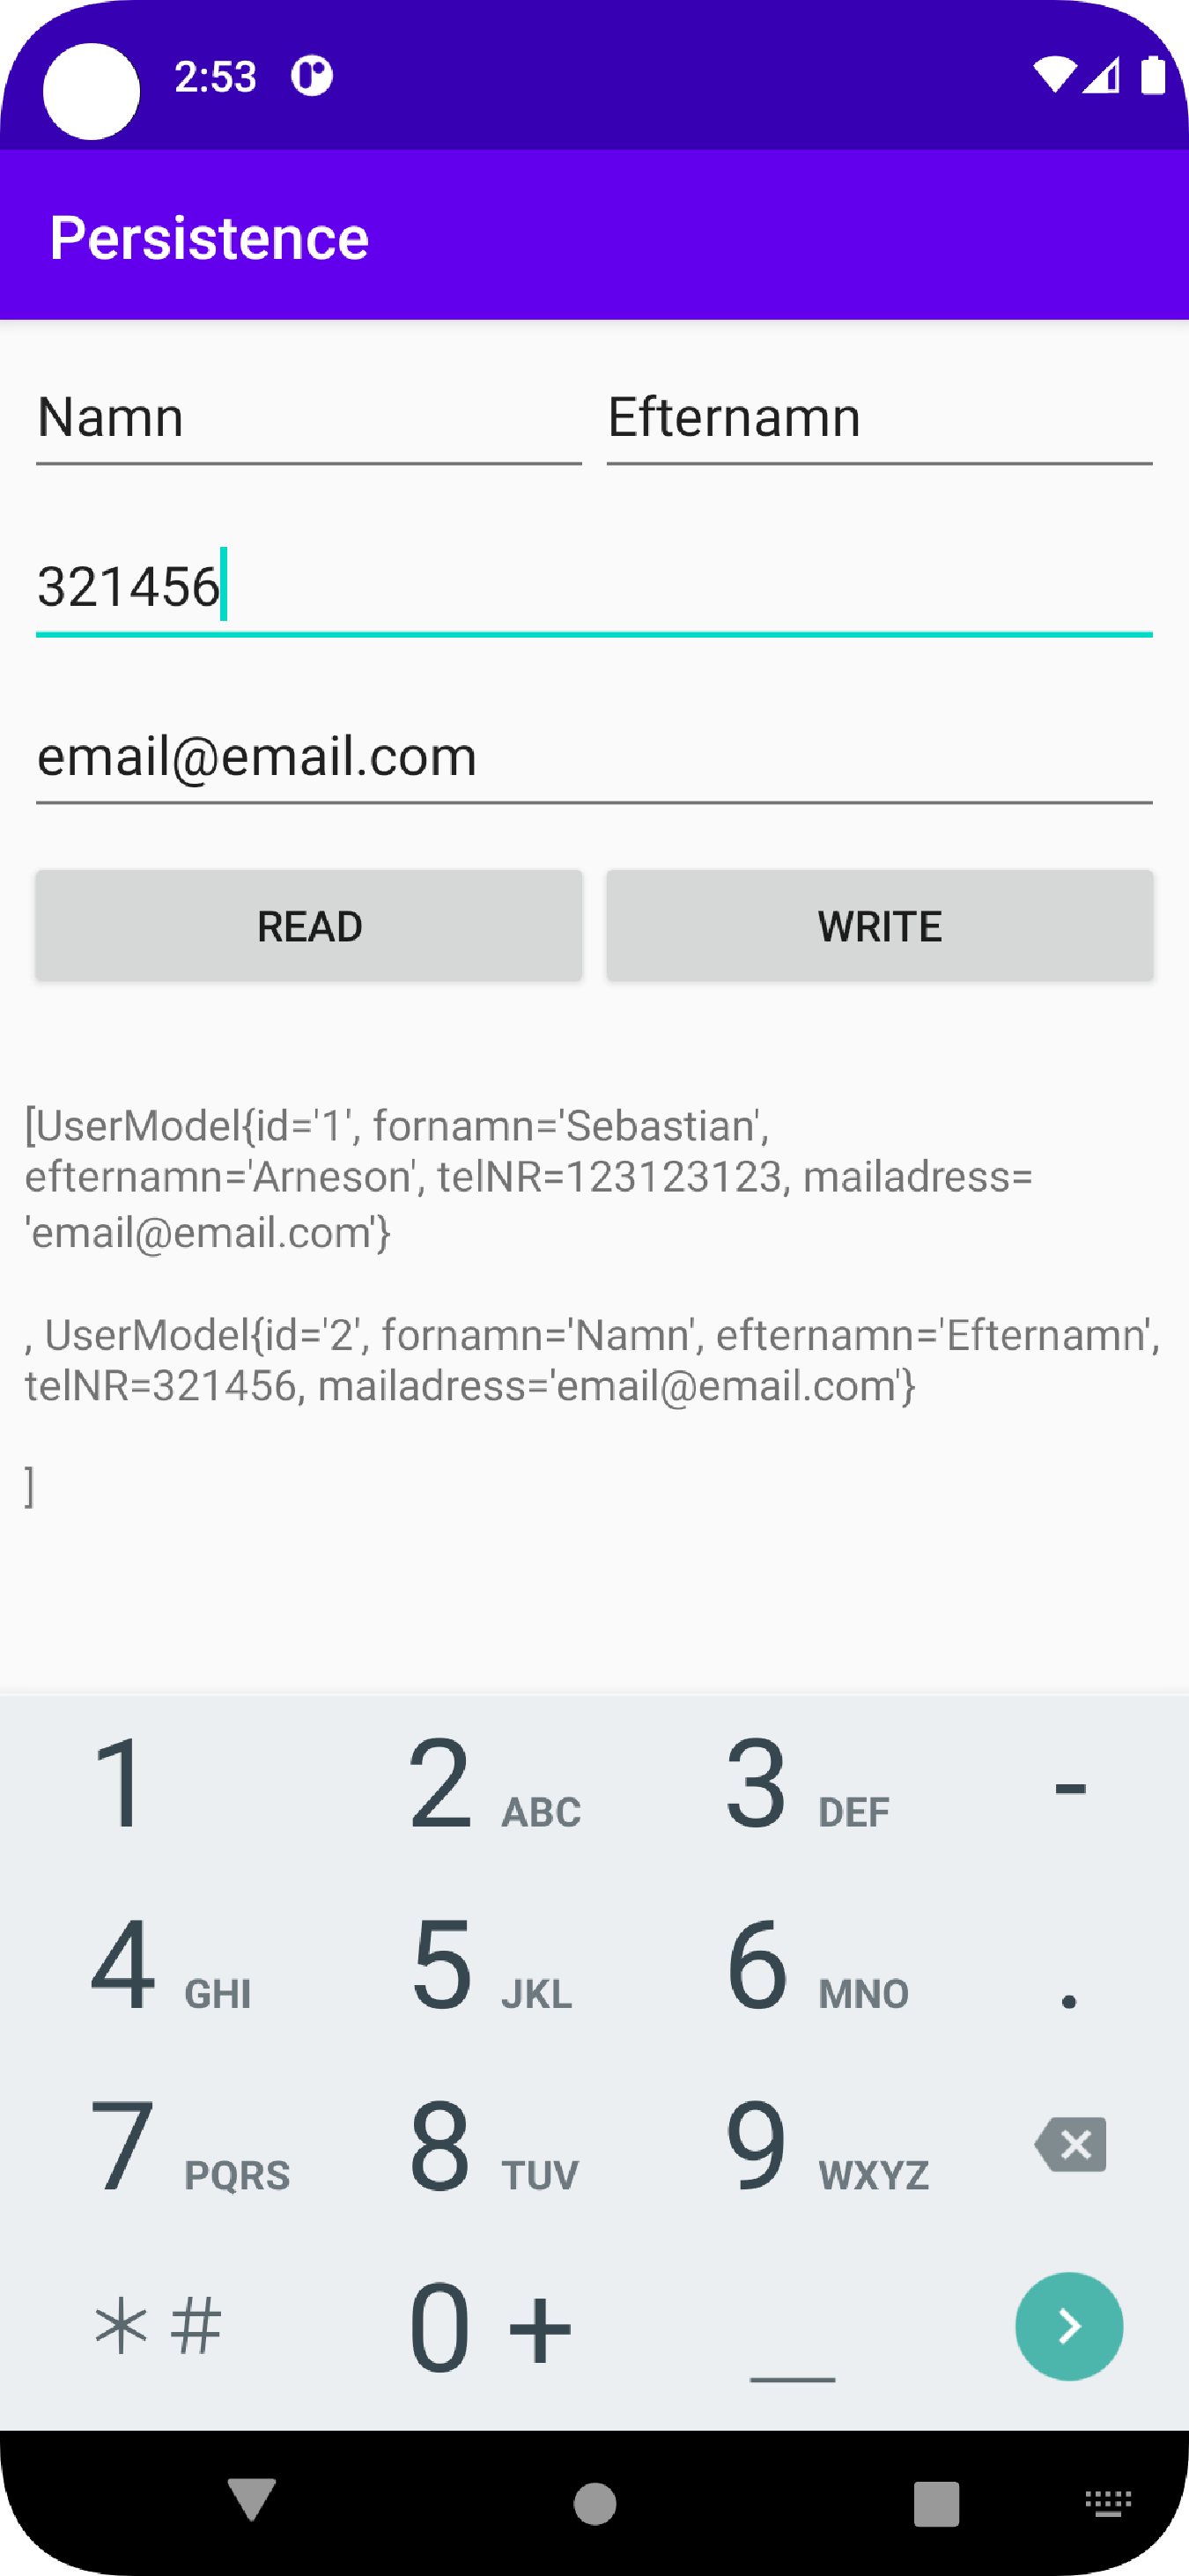 2:53
Persistence
Namn Efternamn
321456
email@email.com
READ WRITE
[UserModel{id='1', fornamn='Sebastian',
efternamn='Arneson', telNR=123123123, mailadress=
'email@email.com'}
, UserModel{id='2', fornamn='Namn', efternamn='Efternamn',
telNR=321456, mailadress='email@email.com'}
]
1 2 ABC 3 DEF -
4 GHI 5 JKL 6 MNO .
7 PQRS 8 TUV 9 WXYZ
* # 0 + _